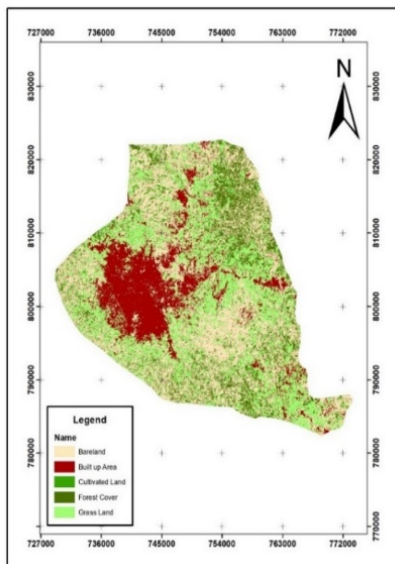 727000 736000 745000 754000 763000 772000
N
830000 830000
820000 820000
810000 810000
800000 800000
790000 790000
780000 780000
770000 770000
Legend
Name
Bareland
Built up Area
Cultivated Land
Forest Cover
Grass Land
727000 736000 745000 754000 763000 772000